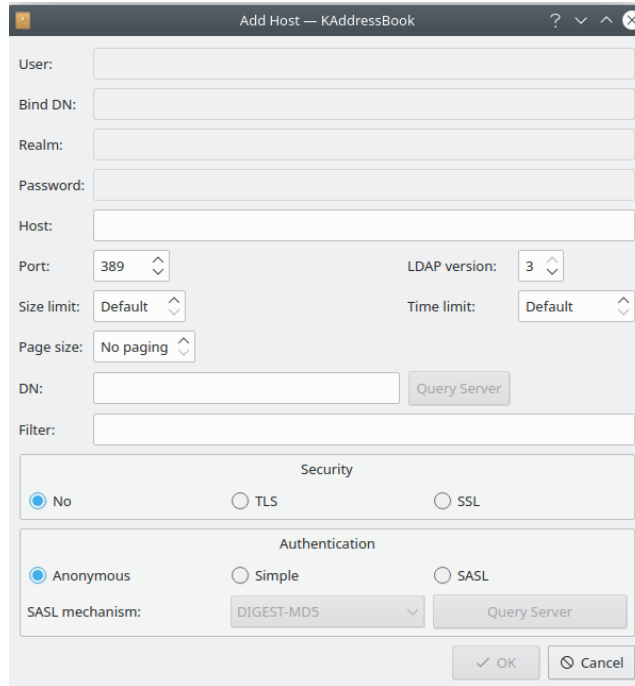 Add Host — KAddressBook ?
User:
Bind DN:
Realm:
Password:
Host:
Port: 389 LDAP version: 3
Size limit: Default Time limit: Default
Page size: No paging
DN: Query Server
Filter:
Security
No TLS SSL
Authentication
Anonymous Simple SASL
SASL mechanism: DIGEST-MD5 Query Server
OK Cancel